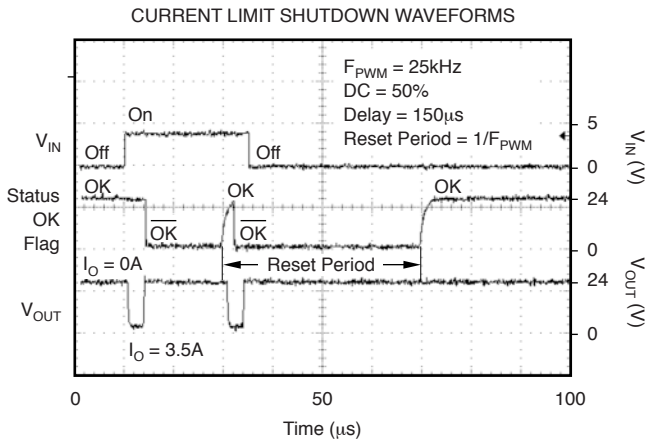 CURRENT LIMIT SHUTDOWN WAVEFORMS
F_PWM = 25kHz
DC = 50%
Delay = 150μs
Reset Period = 1/F_PWM
On
V_IN
Off
Off
5
0
V_IN (V)
Status
OK
Flag
OK
OK
OK
O̅K̅
O̅K̅
24
0
I_O = 0A
Reset Period
V_OUT
24
0
V_OUT (V)
I_O = 3.5A
0
50
100
Time (μs)